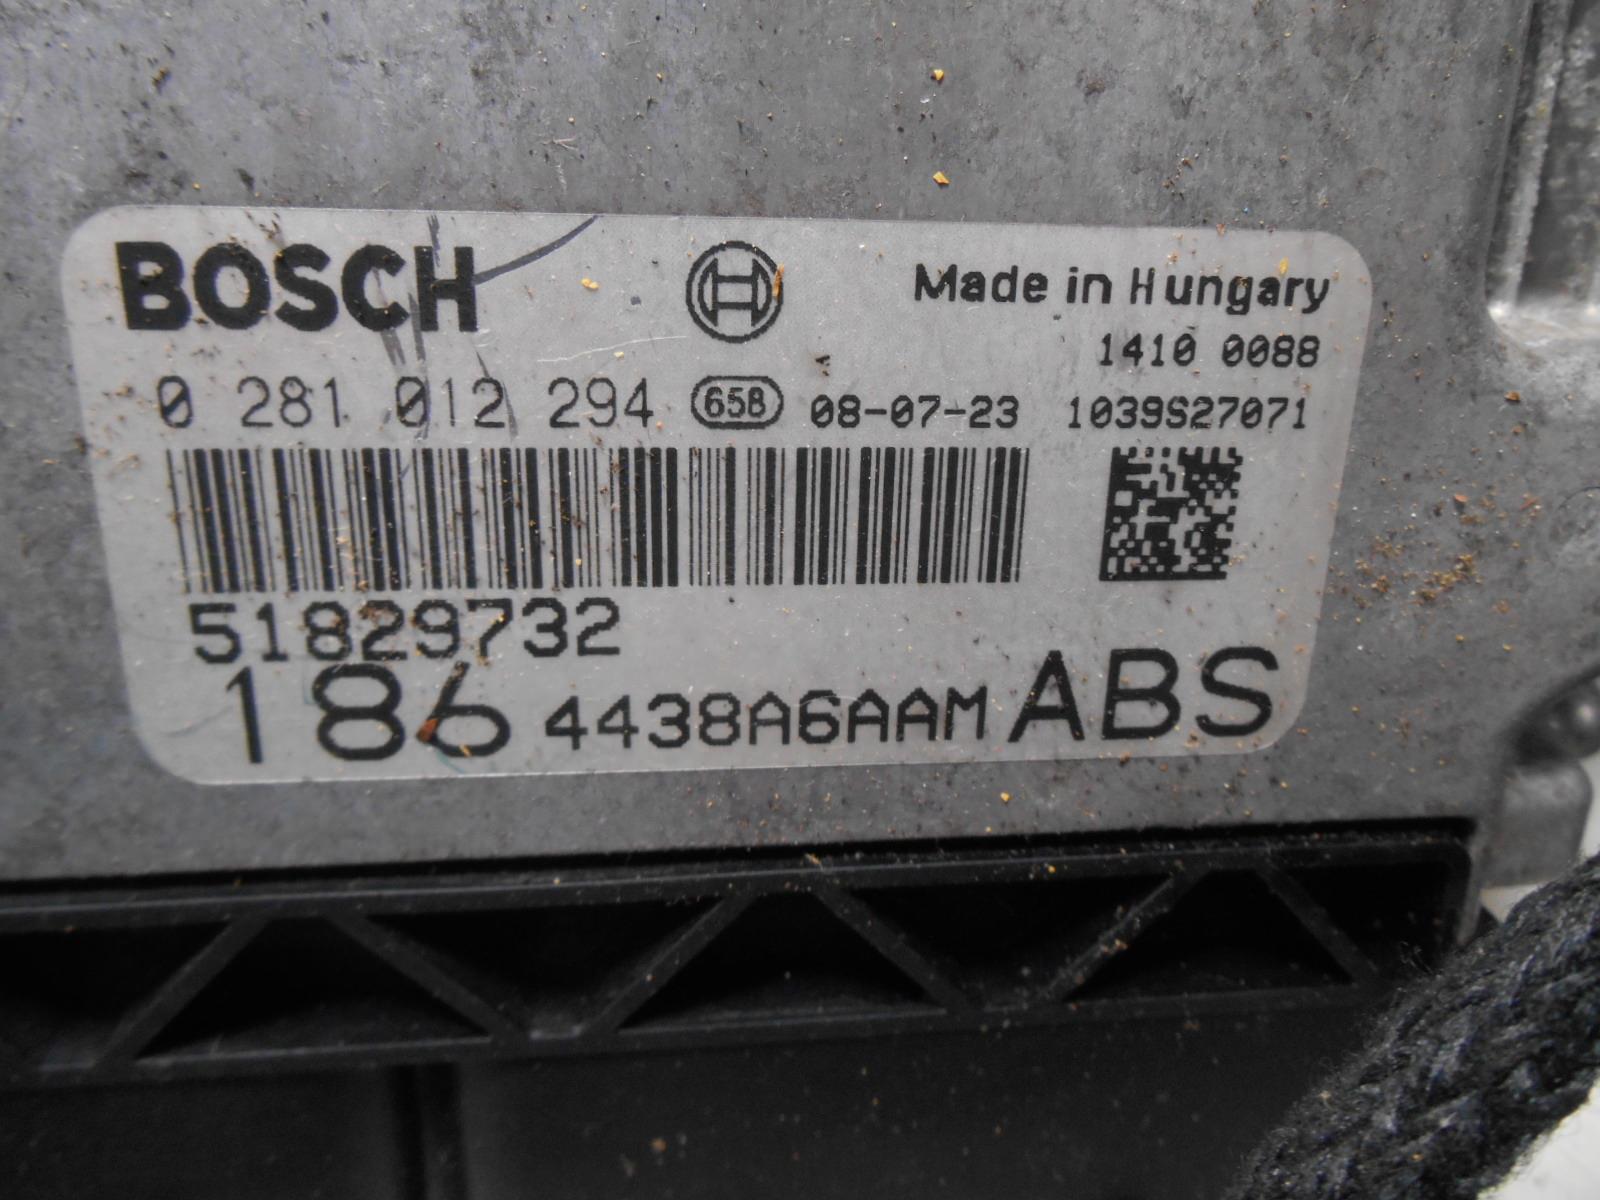 BOSCH
Made in Hungary
1410 0088
0 281 012 294 658 08-07-23 1039S27071
51829732
186 4438A6AAM ABS